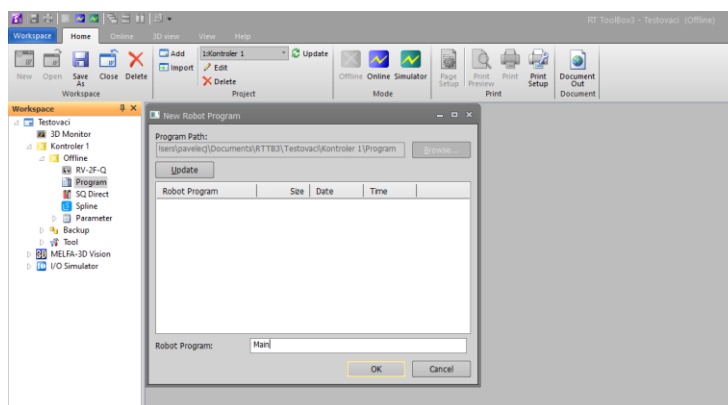 RT ToolBox3 - Testovaci (Offline)
Workspace Home Online 3D view View Help
New Open Save As Close Delete
Workspace
Add Import
1:Kontroler 1
Edit
Delete
Update
Project
Offline Online Simulator
Mode
Page Setup Print Preview Print Print Setup
Print
Document Out
Document
Workspace
Testovaci
3D Monitor
Kontroler 1
Offline
RV-2F-Q
Program
SQ Direct
Spline
Parameter
Backup
Tool
MELFA-3D Vision
I/O Simulator
New Robot Program
Program Path:
lsers\pavelecj\Documents\RTTB3\Testovaci\Kontroler 1\Program Browse...
Update
Robot Program Size Date Time
Robot Program: Main
OK Cancel